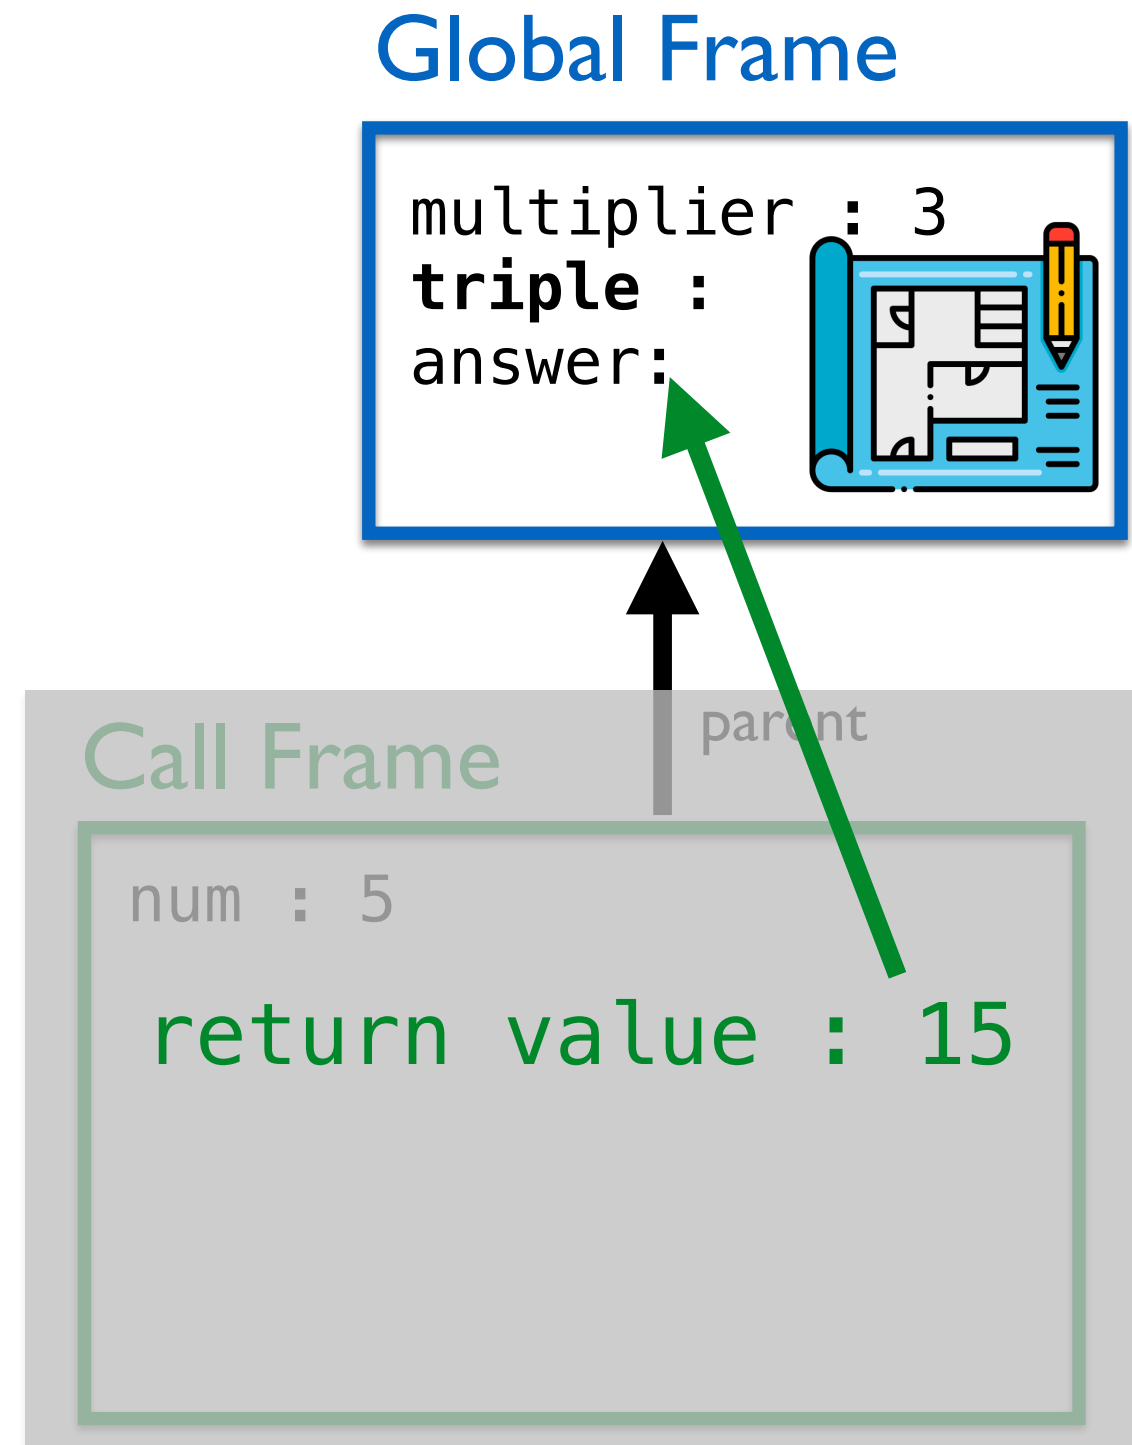 Global Frame
multiplier : 3
triple :
answer:
parent
Call Frame
num : 5
return value : 15